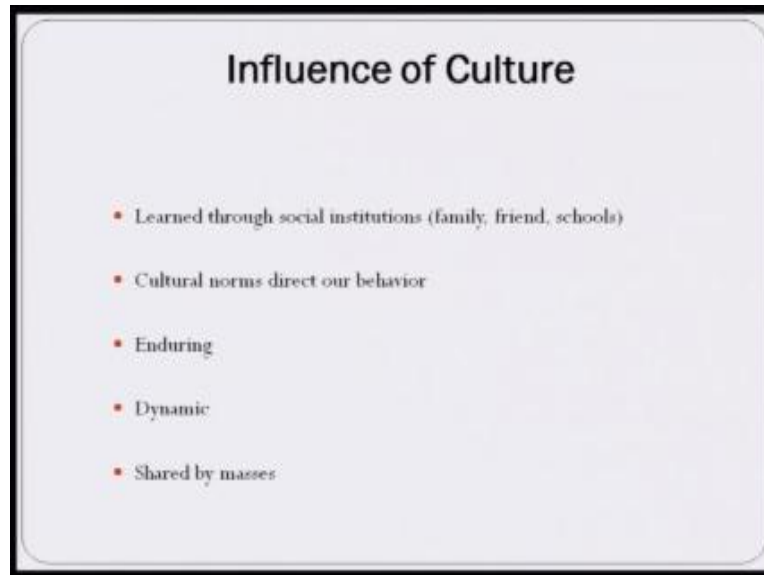 Influence of Culture
• Learned through social institutions (family, friend, schools)
• Cultural norms direct our behavior
• Enduring
• Dynamic
• Shared by masses